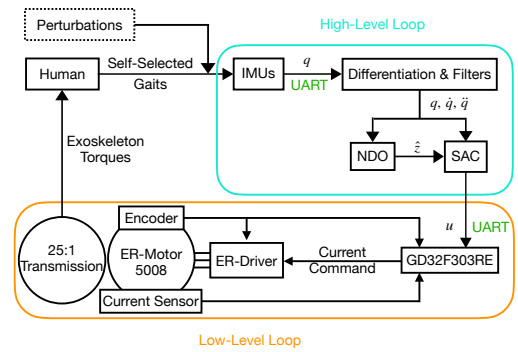 Perturbations
High-Level Loop
Human
Self-Selected
Gaits
IMUs
q
UART
Differentiation & Filters
q, q̇, q̈
Exoskeleton
Torques
NDO
ẑ
SAC
Encoder
u
UART
25:1
Transmission
ER-Motor
5008
ER-Driver
Current
Command
GD32F303RE
Current Sensor
Low-Level Loop